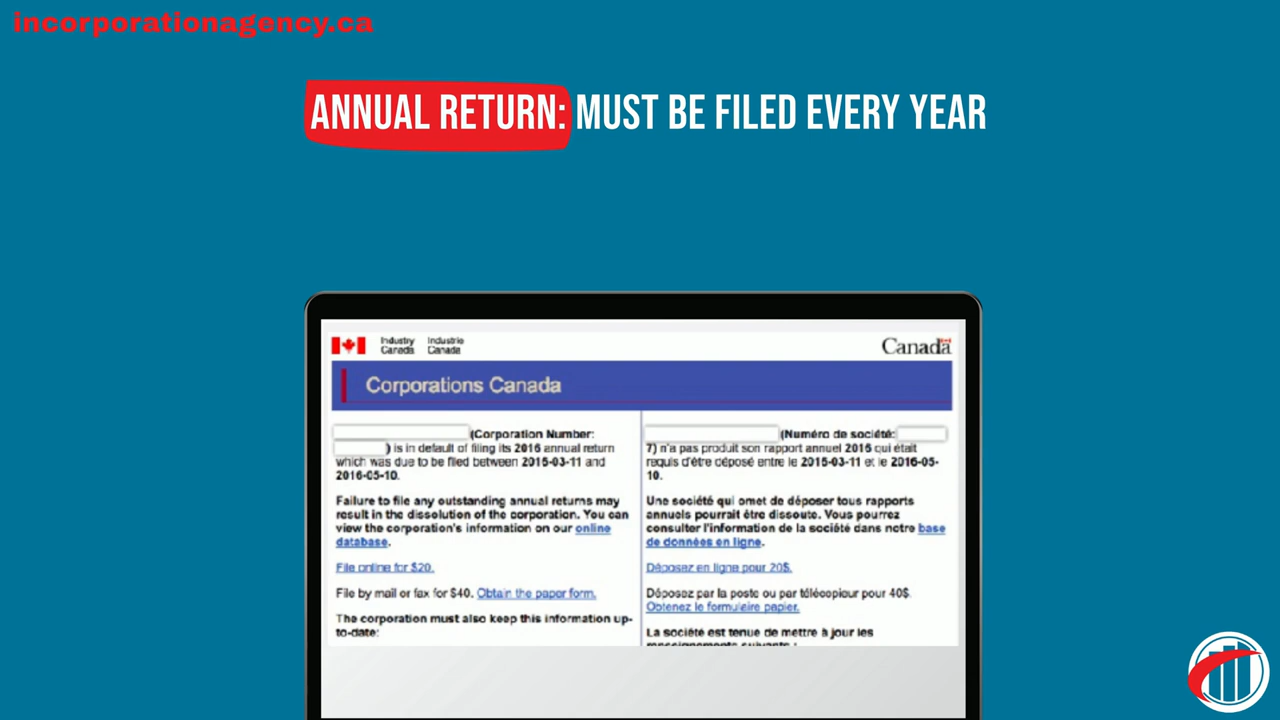 incorporationagency.ca
ANNUAL RETURN: MUST BE FILED EVERY YEAR
Industry Canada
Industrie Canada
Canada
Corporations Canada
(Corporation Number:
) is in default of filing its 2016 annual return
which was due to be filed between 2016-03-11 and
2016-05-10.
Failure to file any outstanding annual returns may
result in the dissolution of the corporation. You can
view the corporation's information on our online
database.
File online for $20.
File by mail or fax for $40. Obtain the paper form.
The corporation must also keep this information up-
to-date:
(Numéro de société:
7) n'a pas produit son rapport annuel 2016 qui était
requis d'être déposé entre le 2016-03-11 et le 2016-05-
10.
Une société qui omet de déposer tous rapports
annuels pourrait être dissoute. Vous pourrez
consulter l'information de la société dans notre base
de données en ligne.
Déposez en ligne pour 20$.
Déposez par la poste ou par télécopieur pour 40$.
Obtenez le formulaire papier.
La société est tenue de mettre à jour les
renseignements suivants :